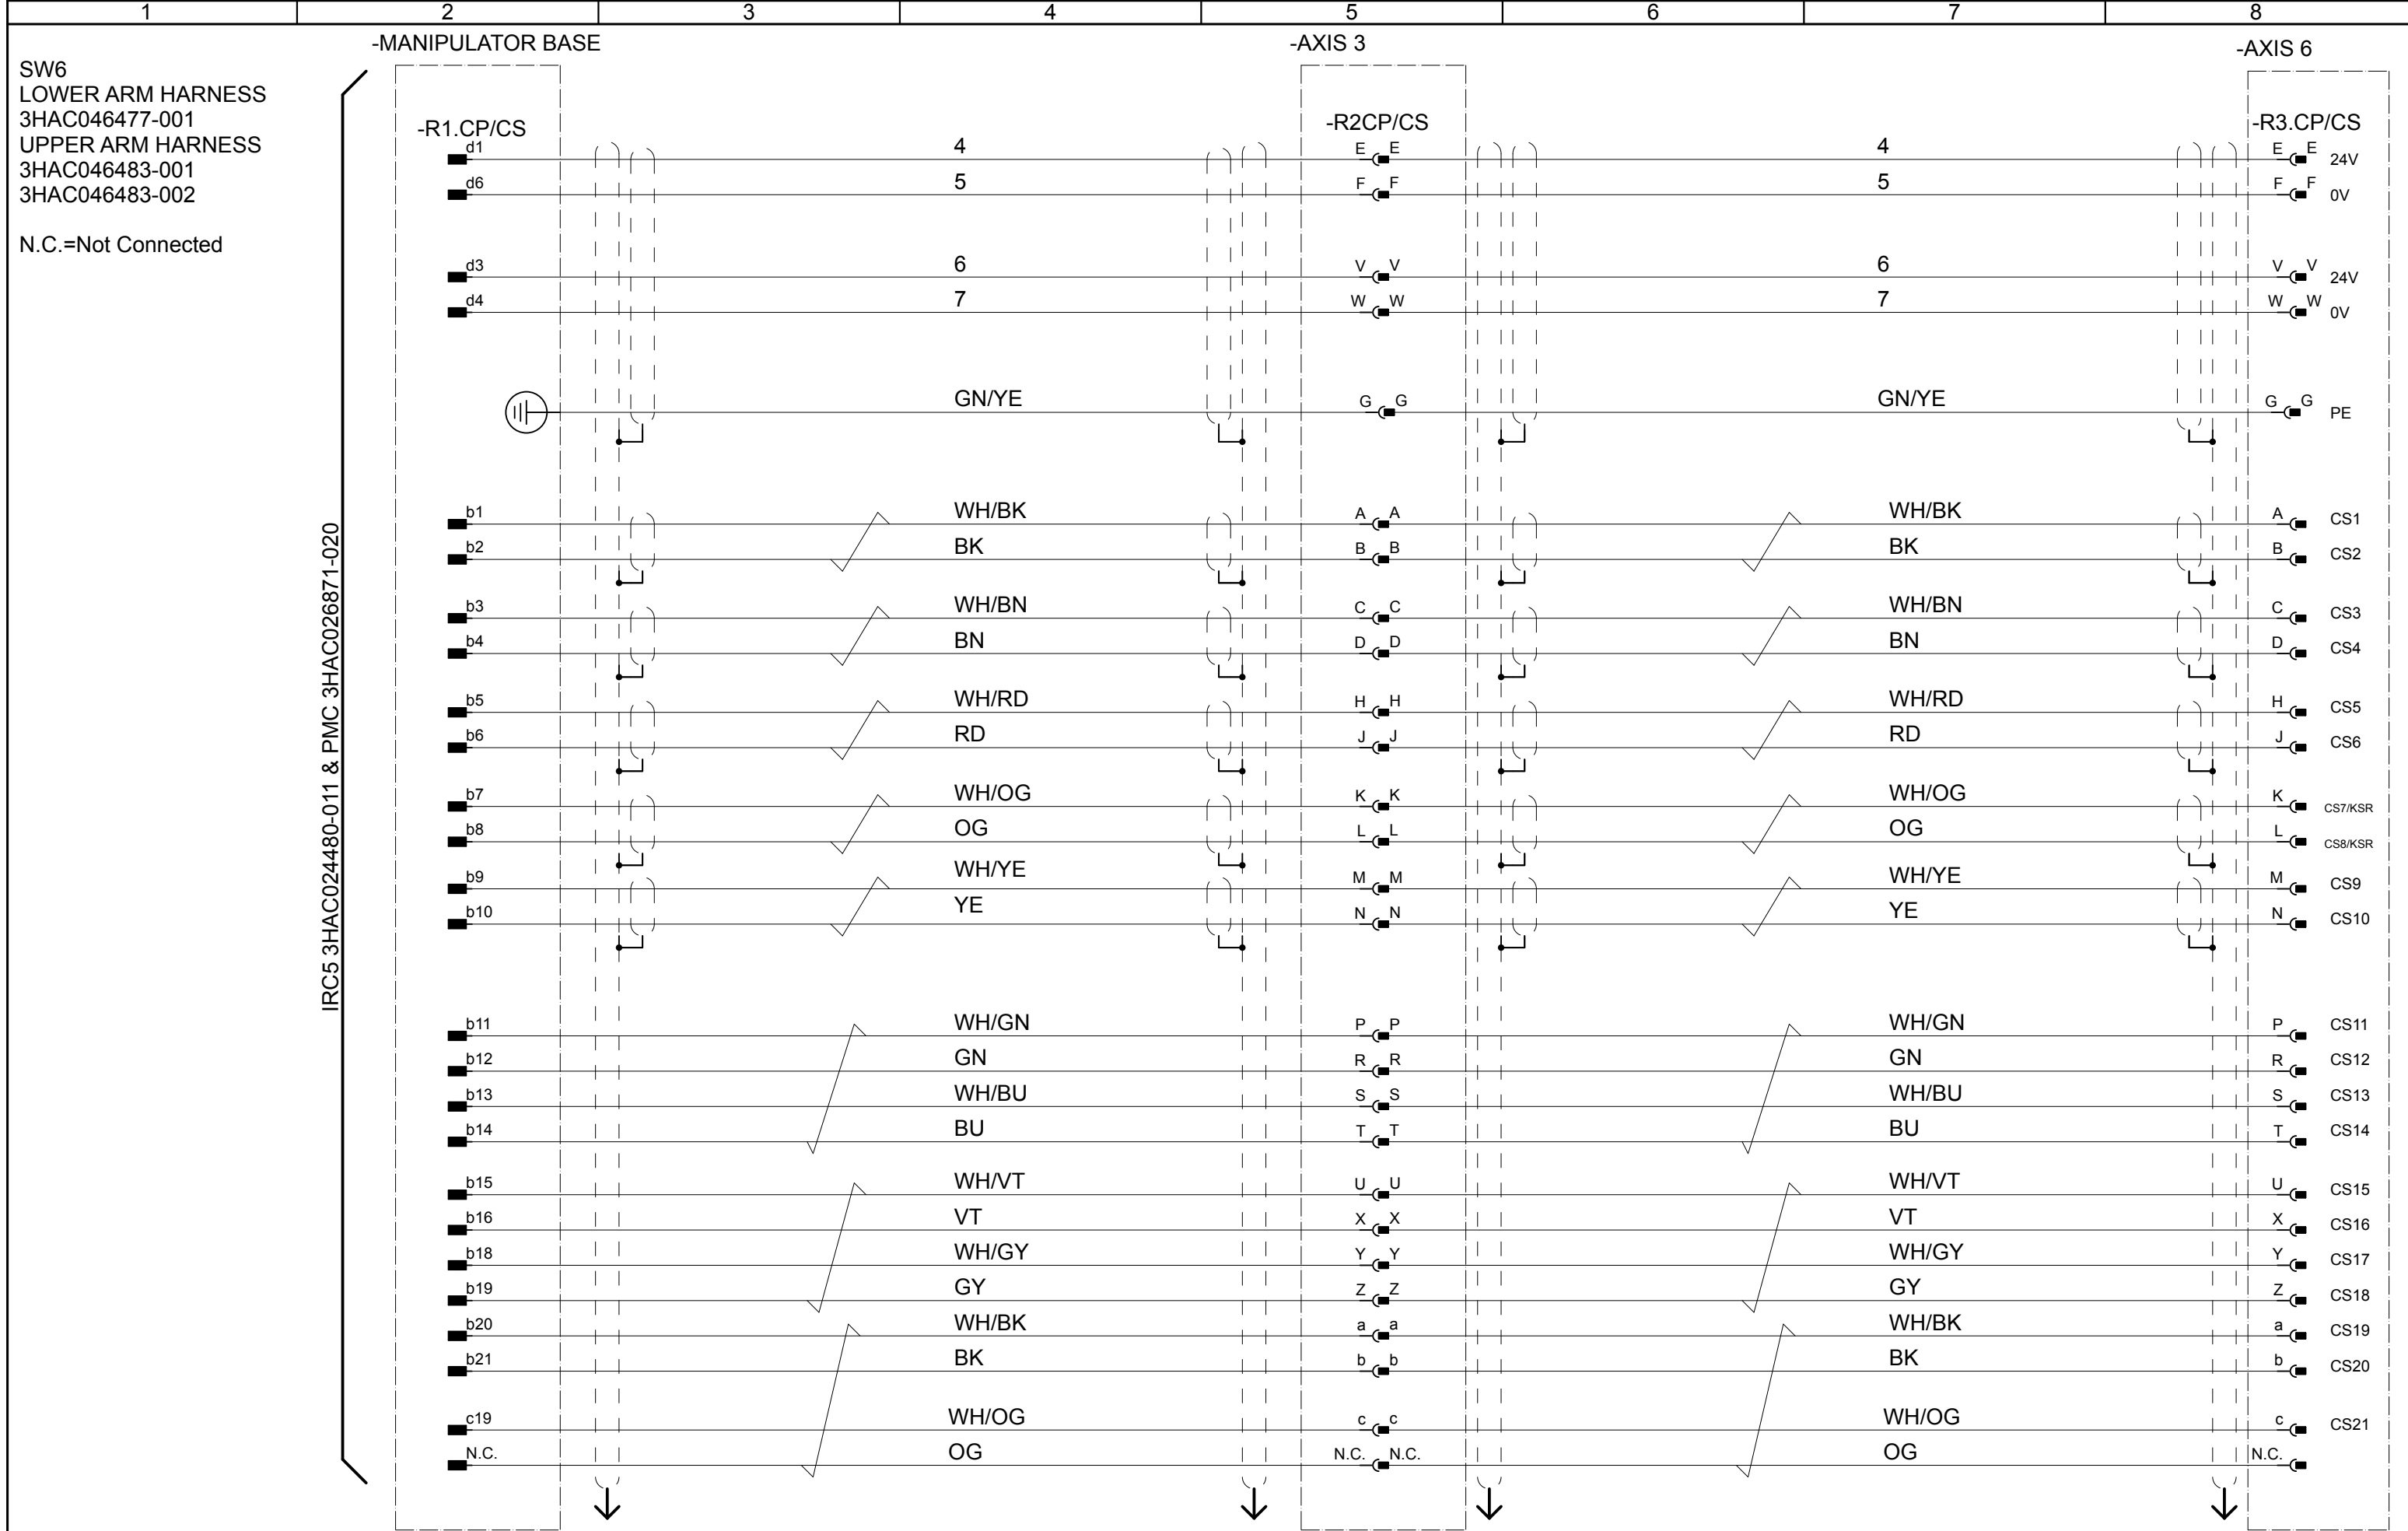 1 2 3 4 5 6 7 8
-MANIPULATOR BASE -AXIS 3 -AXIS 6
SW6
LOWER ARM HARNESS
3HAC046477-001
UPPER ARM HARNESS
3HAC046483-001
3HAC046483-002
N.C.=Not Connected
IRC5 3HAC024480-011 & PMC 3HAC026871-020
-R1.CP/CS -R2CP/CS -R3.CP/CS
d1 4 E E 4 E E 24V
d6 5 F F 5 F F 0V
d3 6 V V 6 V V 24V
d4 7 W W 7 W W 0V
GN/YE G G GN/YE G G PE
b1 WH/BK A A WH/BK A CS1
b2 BK B B BK B CS2
b3 WH/BN C C WH/BN C CS3
b4 BN D D BN D CS4
b5 WH/RD H H WH/RD H CS5
b6 RD J J RD J CS6
b7 WH/OG K K WH/OG K CS7/KSR
b8 OG L L OG L CS8/KSR
b9 WH/YE M M WH/YE M CS9
b10 YE N N YE N CS10
b11 WH/GN P P WH/GN P CS11
b12 GN R R GN R CS12
b13 WH/BU S S WH/BU S CS13
b14 BU T T BU T CS14
b15 WH/VT U U WH/VT U CS15
b16 VT X X VT X CS16
b18 WH/GY Y Y WH/GY Y CS17
b19 GY Z Z GY Z CS18
b20 WH/BK a a WH/BK a CS19
b21 BK b b BK b CS20
c19 WH/OG c c WH/OG c CS21
N.C. OG N.C. N.C. OG N.C.